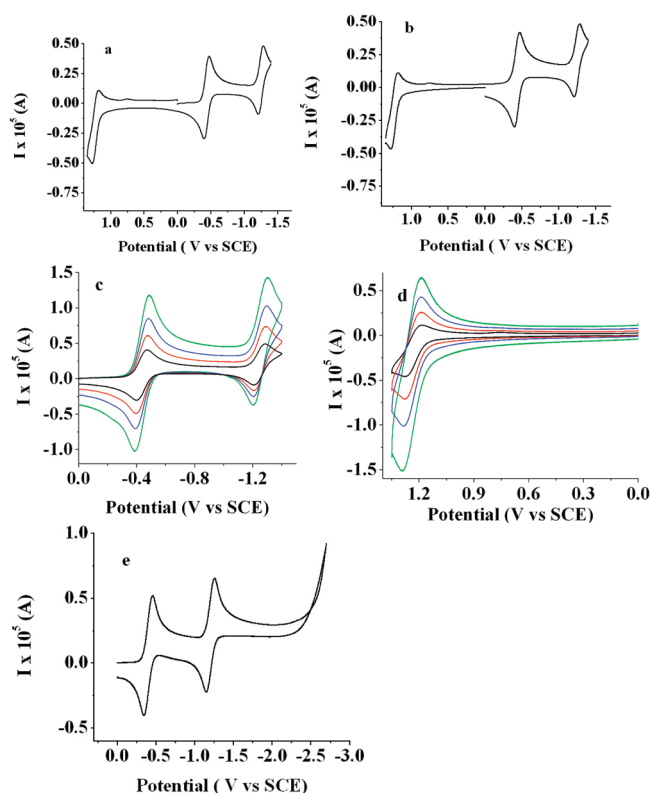 a
0.50
0.25
0.00
-0.25
-0.50
-0.75
I x 10⁵ (A)
1.0 0.5 0.0 -0.5 -1.0 -1.5
Potential ( V vs SCE)
b
0.50
0.25
0.00
-0.25
-0.50
-0.75
I x 10⁵ (A)
1.0 0.5 0.0 -0.5 -1.0 -1.5
Potential ( V vs SCE)
c
1.5
1.0
0.5
0.0
-0.5
-1.0
I x 10⁵ (A)
0.0 -0.4 -0.8 -1.2
Potential (V vs SCE)
d
0.5
0.0
-0.5
-1.0
-1.5
I x 10⁵ (A)
1.2 0.9 0.6 0.3 0.0
Potential (V vs SCE)
e
1.0
0.5
0.0
-0.5
I x 10⁵ (A)
0.0 -0.5 -1.0 -1.5 -2.0 -2.5 -3.0
Potential ( V vs SCE)